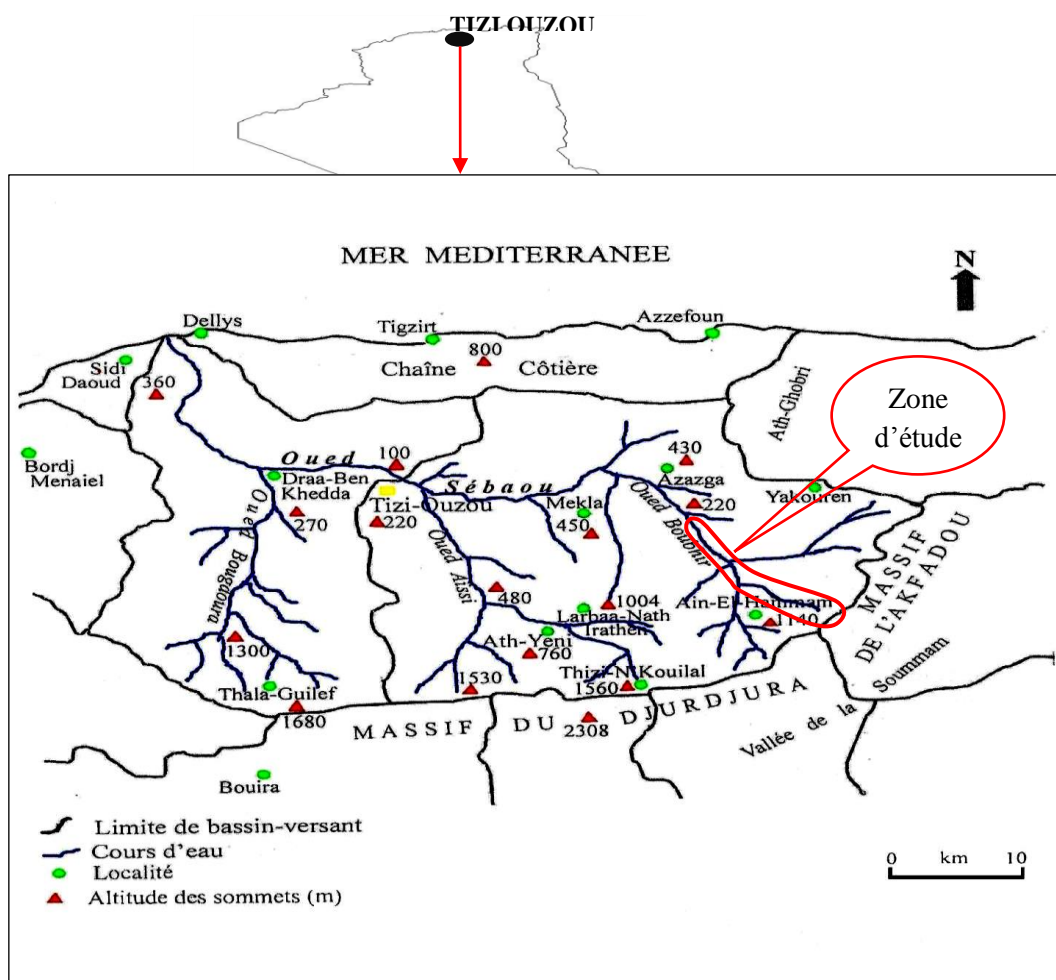 TIZI OUZOU
MER MEDITERRANEE
N
Dellys
Tigzirt
Azzefoun
Sidi
Daoud
360
Chaîne Côtière
800
Ath-Ghobri
Zone
d'étude
Bordj
Menaiel
Oued
Sébaou
100
Draa-Ben
Khedda
270
Tizi-Ouzou
220
Mekla
450
430
Azazga
220
Yakouren
Oued Bougdoura
Oued Aissi
Oued Boubhir
480
1004
Larbaa-Nath
Irathen
Ath-Yeni
760
Ain-El-Hammam
1140
MASSIF
DE L'AKFADOU
1300
Thala-Guilef
1680
1530
Thizi-N'Kouilal
1560
MASSIF DU DJURDJURA
2308
Vallée de la Soummam
Bouira
Limite de bassin-versant
Cours d'eau
Localité
Altitude des sommets (m)
0 km 10